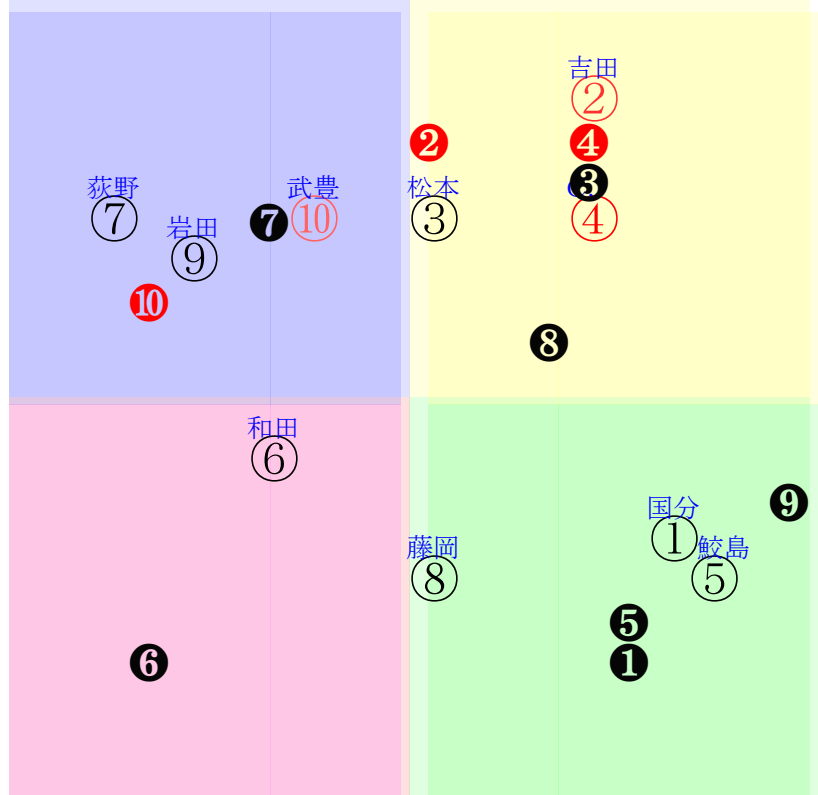 吉田
②
❷ ❹
❸
荻野 武豊 松本
⑦ ⑩ ③ ④
❼
岩田
⑨
❿
❽
和田
⑥
❾
国分
①
藤岡 鮫島
⑧ ⑤
❺
❻ ❶